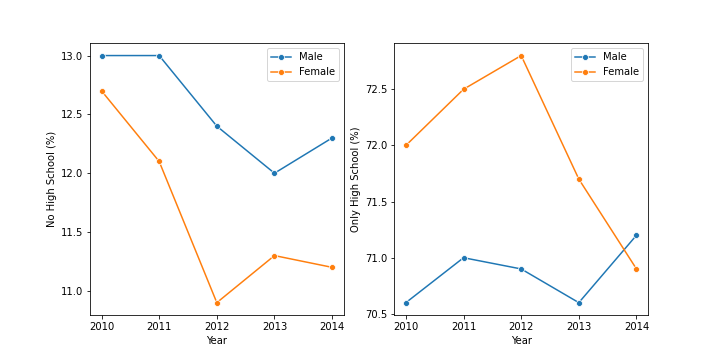 No High School (%)
13.0
12.5
12.0
11.5
11.0
2010 2011 2012 2013 2014
Year
Male
Female
Only High School (%)
72.5
72.0
71.5
71.0
70.5
2010 2011 2012 2013 2014
Year
Male
Female